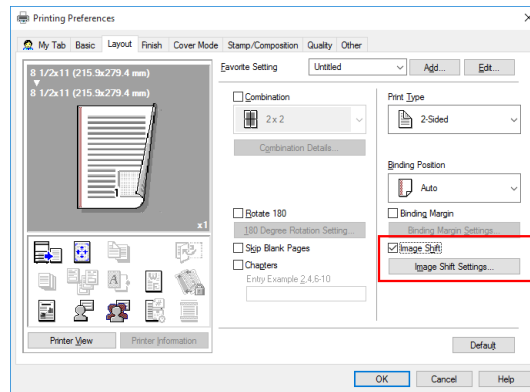 Printing Preferences
My Tab Basic Layout Finish Cover Mode Stamp/Composition Quality Other
8 1/2x11 (215.9x279.4 mm)
8 1/2x11 (215.9x279.4 mm)
1
x1
Printer View Printer Information
Favorite Setting Untitled Add... Edit...
Combination
2 x 2
Combination Details...
Rotate 180
180 Degree Rotation Setting...
Skip Blank Pages
Chapters
Entry Example 2,4,6-10
Print Type
2-Sided
Binding Position
Auto
Binding Margin
Binding Margin Settings...
Image Shift
Image Shift Settings...
Default
OK Cancel Help